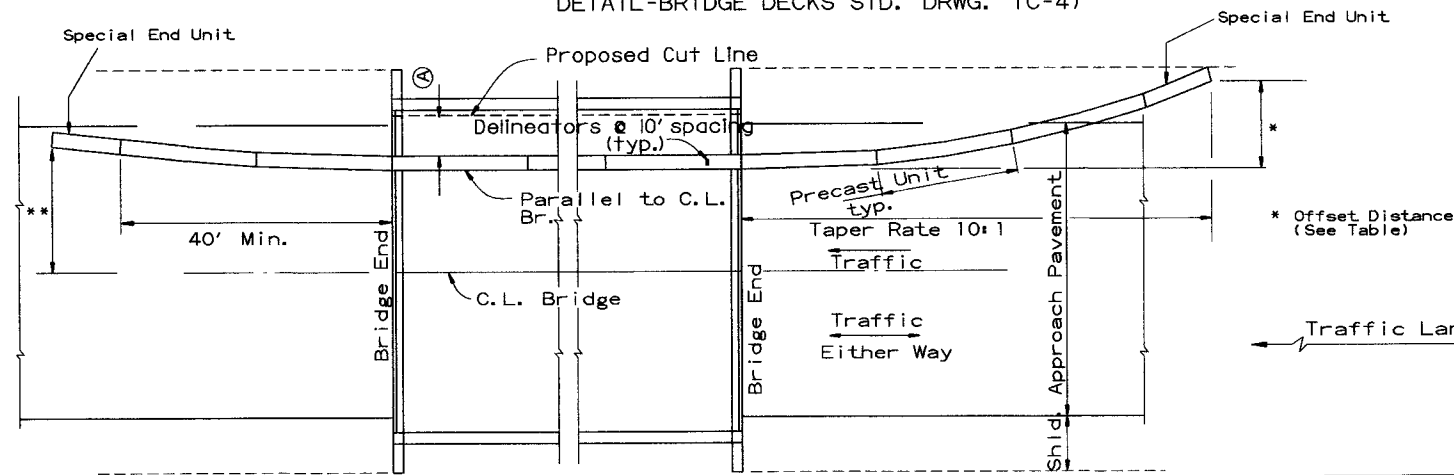 DETAIL-BRIDGE DECKS STD. DRWG. TC-4)
Special End Unit
Special End Unit
A
Proposed Cut Line
Delineators @ 10' spacing
(typ.)
*
Precast Unit
typ.
Parallel to C.L.
Br.
**
40' Min.
Taper Rate 10:1
* Offset Distance
(See Table)
Traffic
C.L. Bridge
Bridge End
Bridge End
Approach Pavement
Traffic
Either Way
Traffic Lan
Shld.